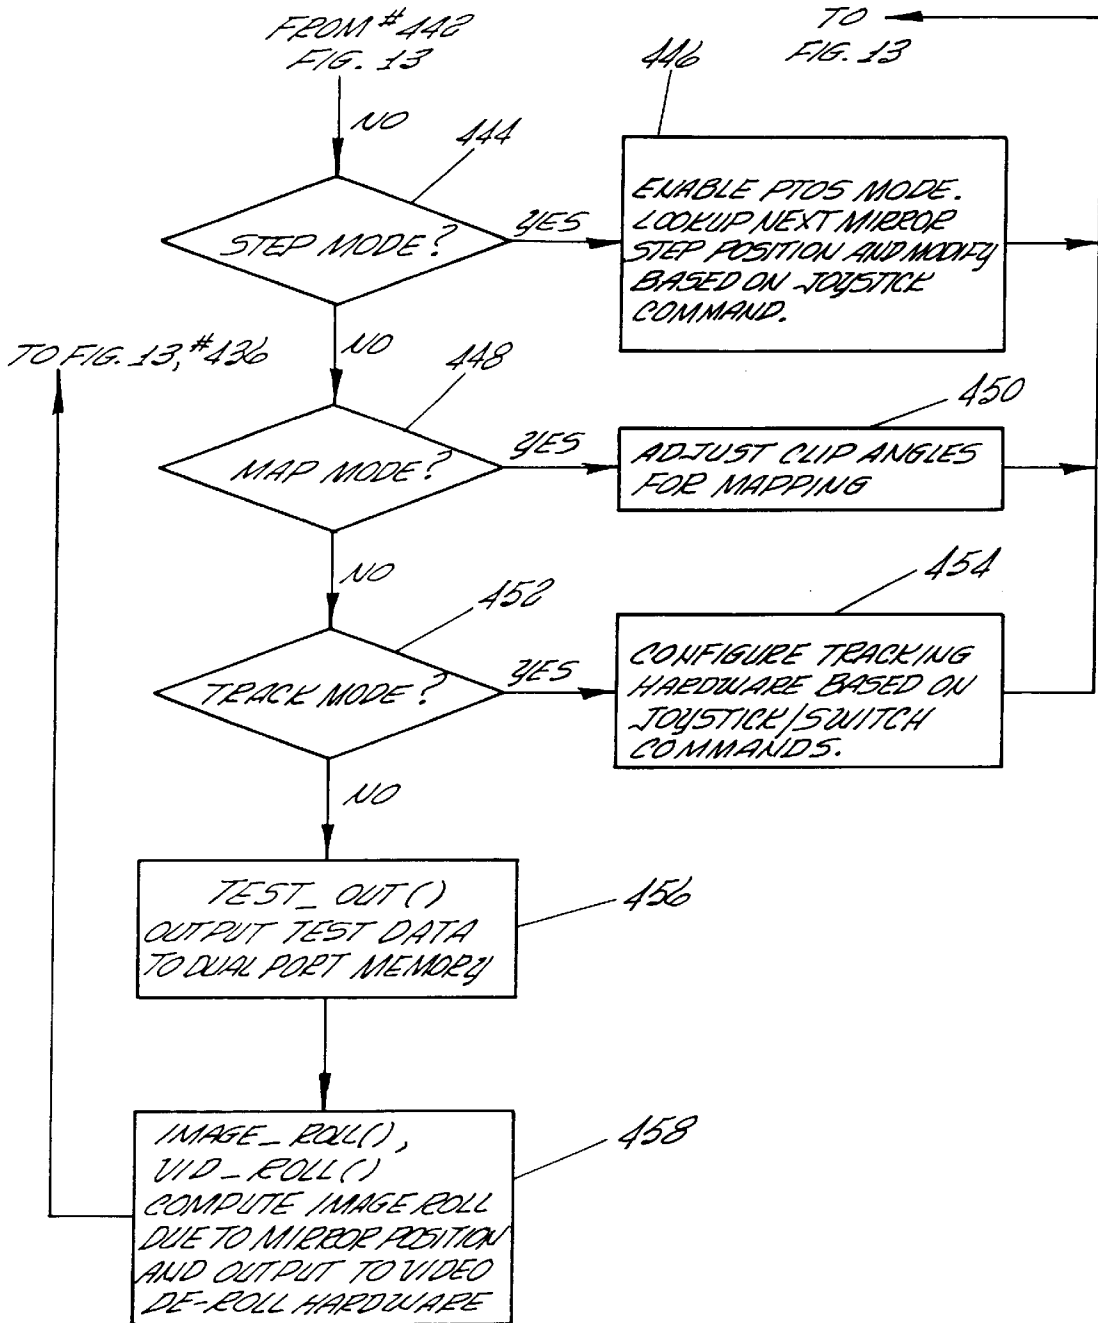 FROM #442
FIG. 13
TO
FIG. 13
NO
444
446
STEP MODE?
YES
ENABLE PTOS MODE.
LOOKUP NEXT MIRROR
STEP POSITION AND MODIFY
BASED ON JOYSTICK
COMMAND.
TO FIG. 13, #436
NO
448
MAP MODE?
YES
450
ADJUST CLIP ANGLES
FOR MAPPING
NO
452
TRACK MODE?
YES
454
CONFIGURE TRACKING
HARDWARE BASED ON
JOYSTICK/SWITCH
COMMANDS.
NO
TEST_OUT()
OUTPUT TEST DATA
TO DUAL PORT MEMORY
456
IMAGE_ROLL(),
VID_ROLL()
COMPUTE IMAGE ROLL
DUE TO MIRROR POSITION
AND OUTPUT TO VIDEO
DE-ROLL HARDWARE
458